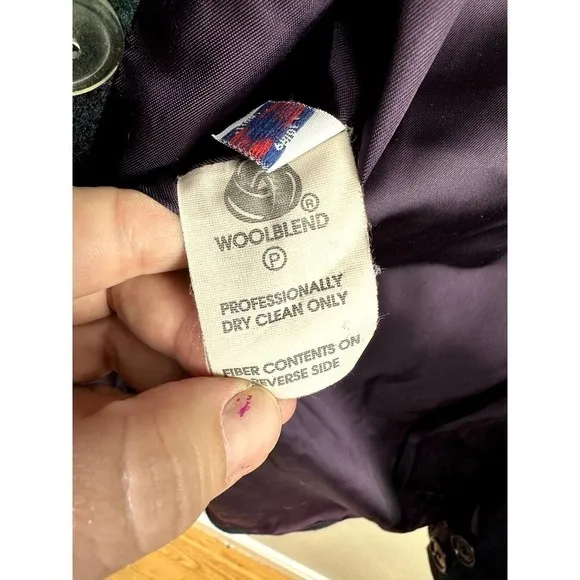 ®
WOOLBLEND
Ⓟ
PROFESSIONALLY
DRY CLEAN ONLY
FIBER CONTENTS ON
REVERSE SIDE